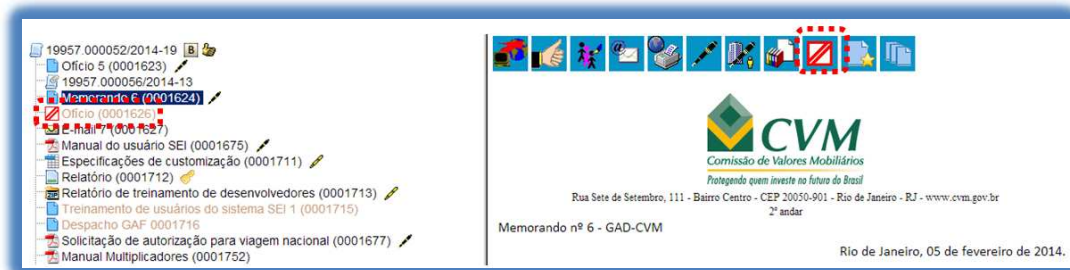 19957.000052/2014-19 B
Ofício 5 (0001623)
19957.000056/2014-13
Memorando 6 (0001624)
Ofício (0001626)
E-mail 7 (0001627)
Manual do usuário SEI (0001675)
Especificações de customização (0001711)
Relatório (0001712)
Relatório de treinamento de desenvolvedores (0001713)
Treinamento de usuários do sistema SEI 1 (0001715)
Despacho GAF 0001716
Solicitação de autorização para viagem nacional (0001677)
Manual Multiplicadores (0001752)
CVM
Comissão de Valores Mobiliários
Protegendo quem investe no futuro do Brasil
Rua Sete de Setembro, 111 - Bairro Centro - CEP 20050-901 - Rio de Janeiro - RJ - www.cvm.gov.br
2º andar
Memorando nº 6 - GAD-CVM
Rio de Janeiro, 05 de fevereiro de 2014.